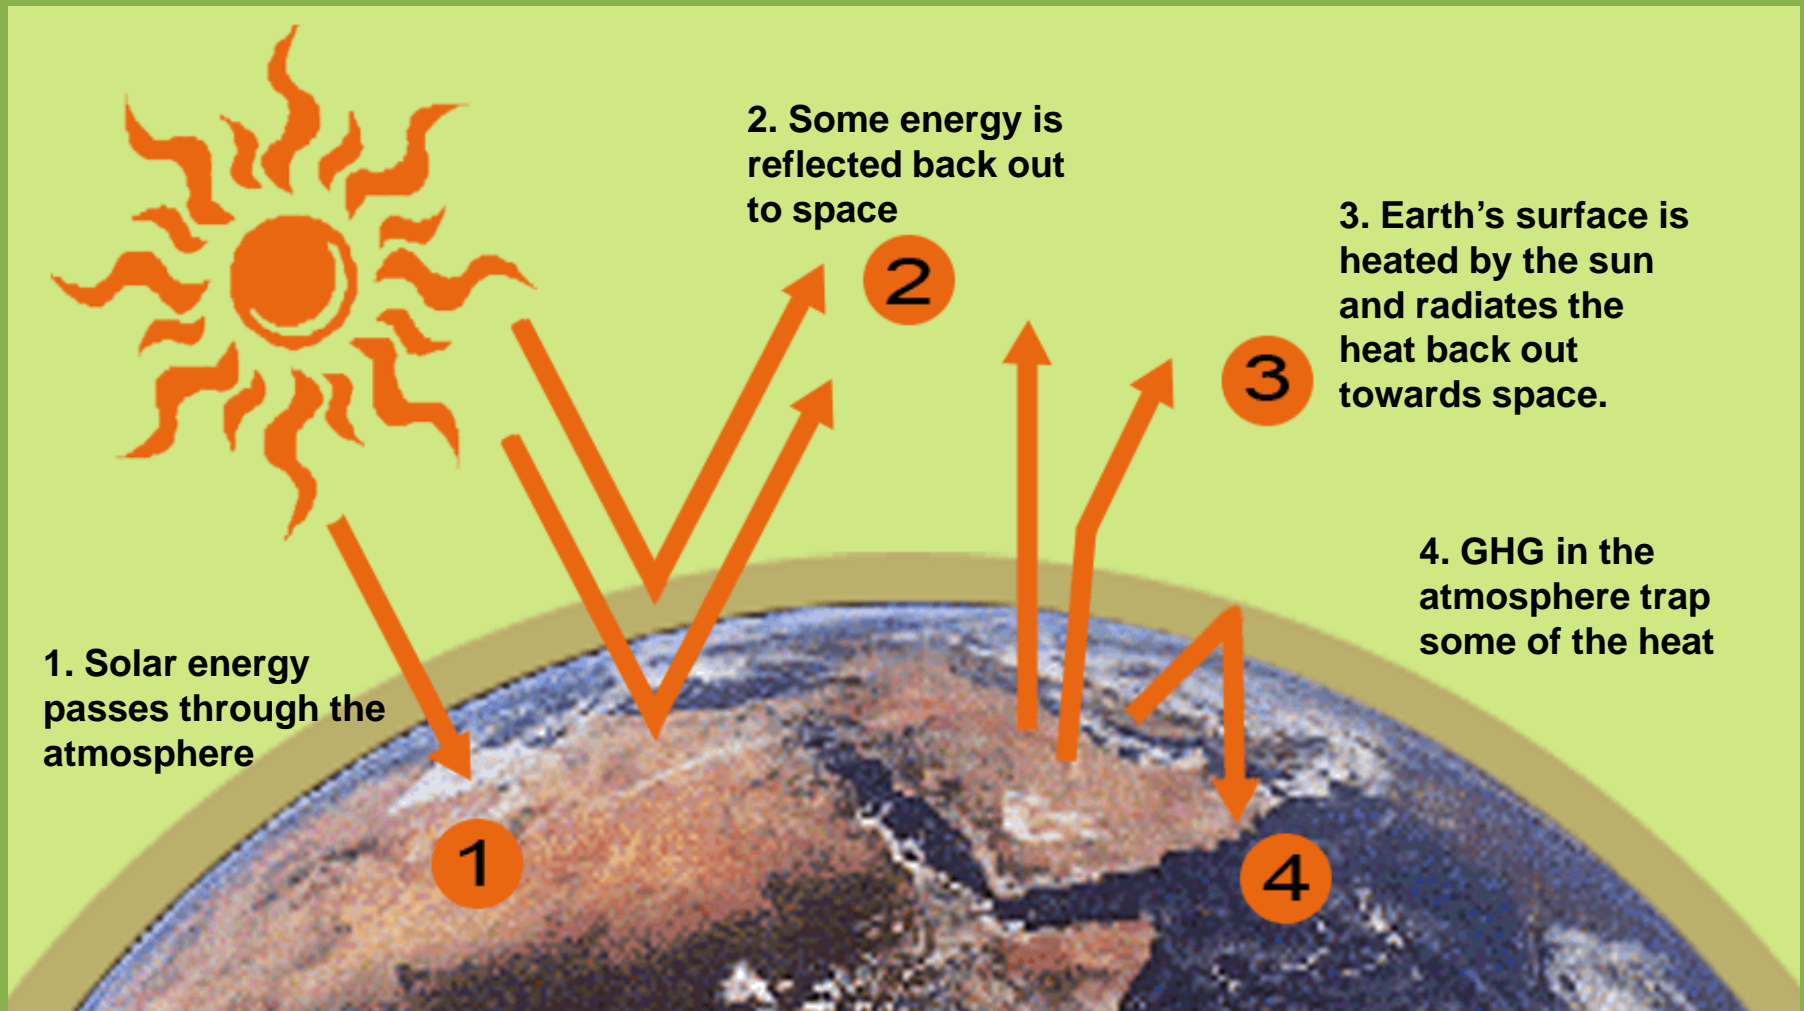 2. Some energy is
reflected back out
to space
2
3. Earth’s surface is
heated by the sun
and radiates the
heat back out
towards space.
3
4. GHG in the
atmosphere trap
some of the heat
1. Solar energy
passes through the
atmosphere
1
4